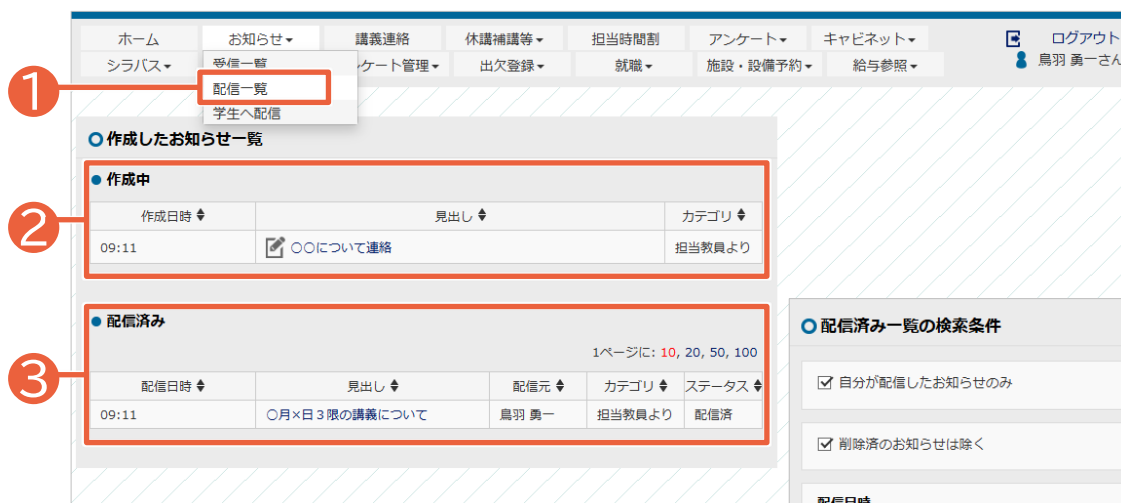 ホーム お知らせ▾ 講義連絡 休講補講等▾ 担当時間割 アンケート▾ キャビネット▾ ログアウト
シラバス▾ 受信一覧 ケート管理▾ 出欠登録▾ 就職▾ 施設・設備予約▾ 給与参照▾ 鳥羽 勇一さん
1 配信一覧
学生へ配信
作成したお知らせ一覧
作成中
2
作成日時 見出し カテゴリ
09:11 〇〇について連絡 担当教員より
配信済み
1ページに: 10, 20, 50, 100
3
配信日時 見出し 配信元 カテゴリ ステータス
09:11 〇月×日３限の講義について 鳥羽 勇一 担当教員より 配信済
配信済み一覧の検索条件
自分が配信したお知らせのみ
削除済のお知らせは除く
配信日時